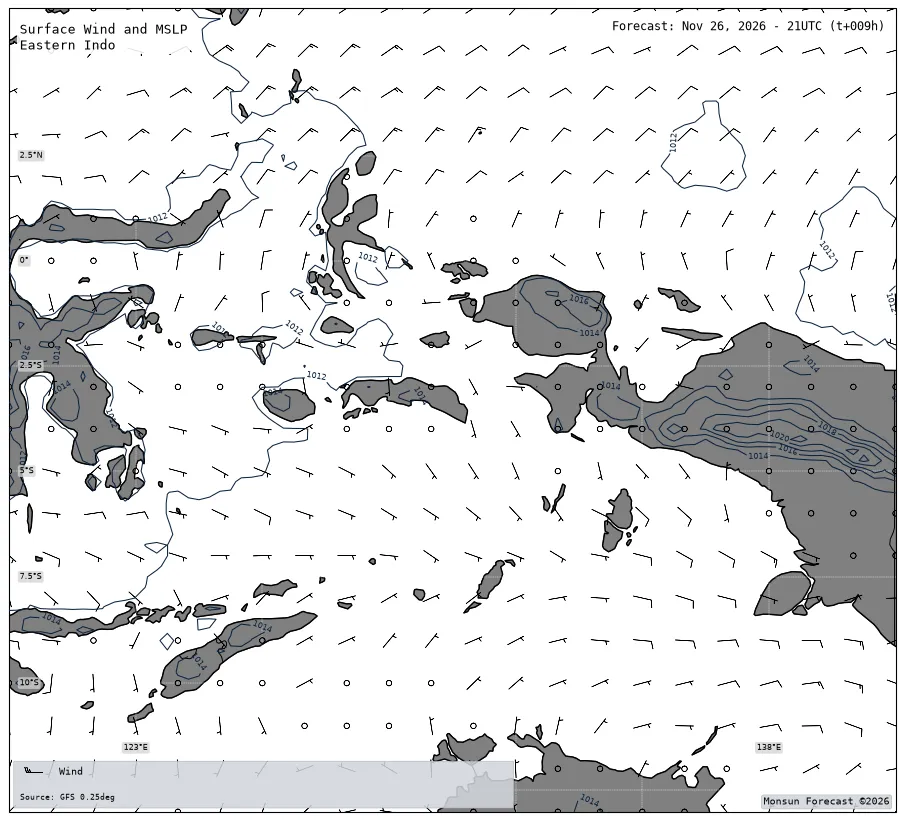 Surface Wind and MSLP
Eastern Indo
Forecast: Nov 26, 2026 - 21UTC (t+009h)
1012
2.5°N
1012
1012
0°
1012
1012
1016
1012
1014
1016
1014
1014
2.5°S
1012
1014
1014
1014
1018
1020
1016
1014
5°S
7.5°S
1014
1014
1014
10°S
123°E
138°E
Wind
Source: GFS 0.25deg
1014
Monsun Forecast ©2026